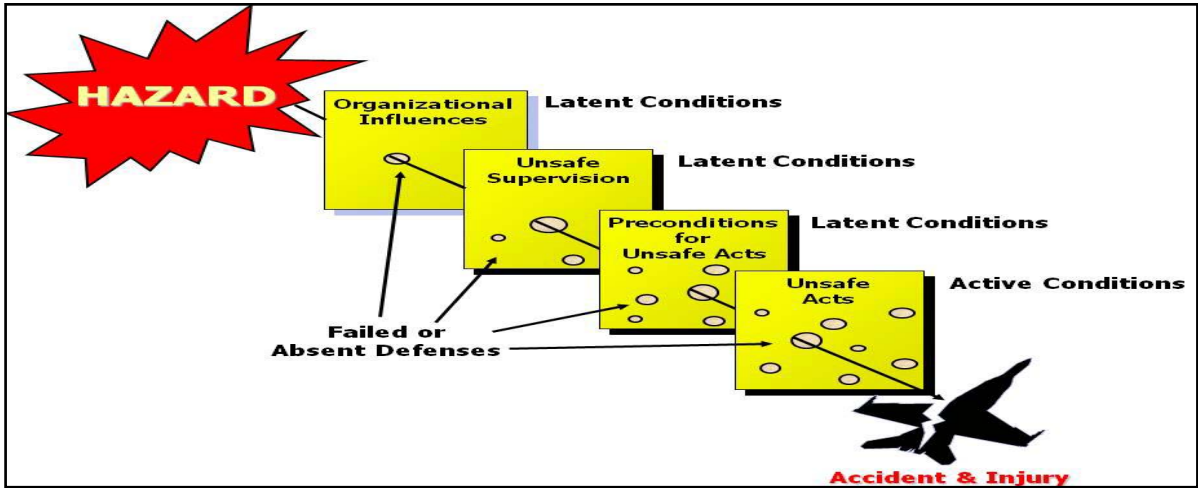 HAZARD
Organizational
Influences
Latent Conditions
Unsafe
Supervision
Latent Conditions
Preconditions
for
Unsafe Acts
Latent Conditions
Unsafe
Acts
Active Conditions
Failed or
Absent Defenses
Accident & Injury